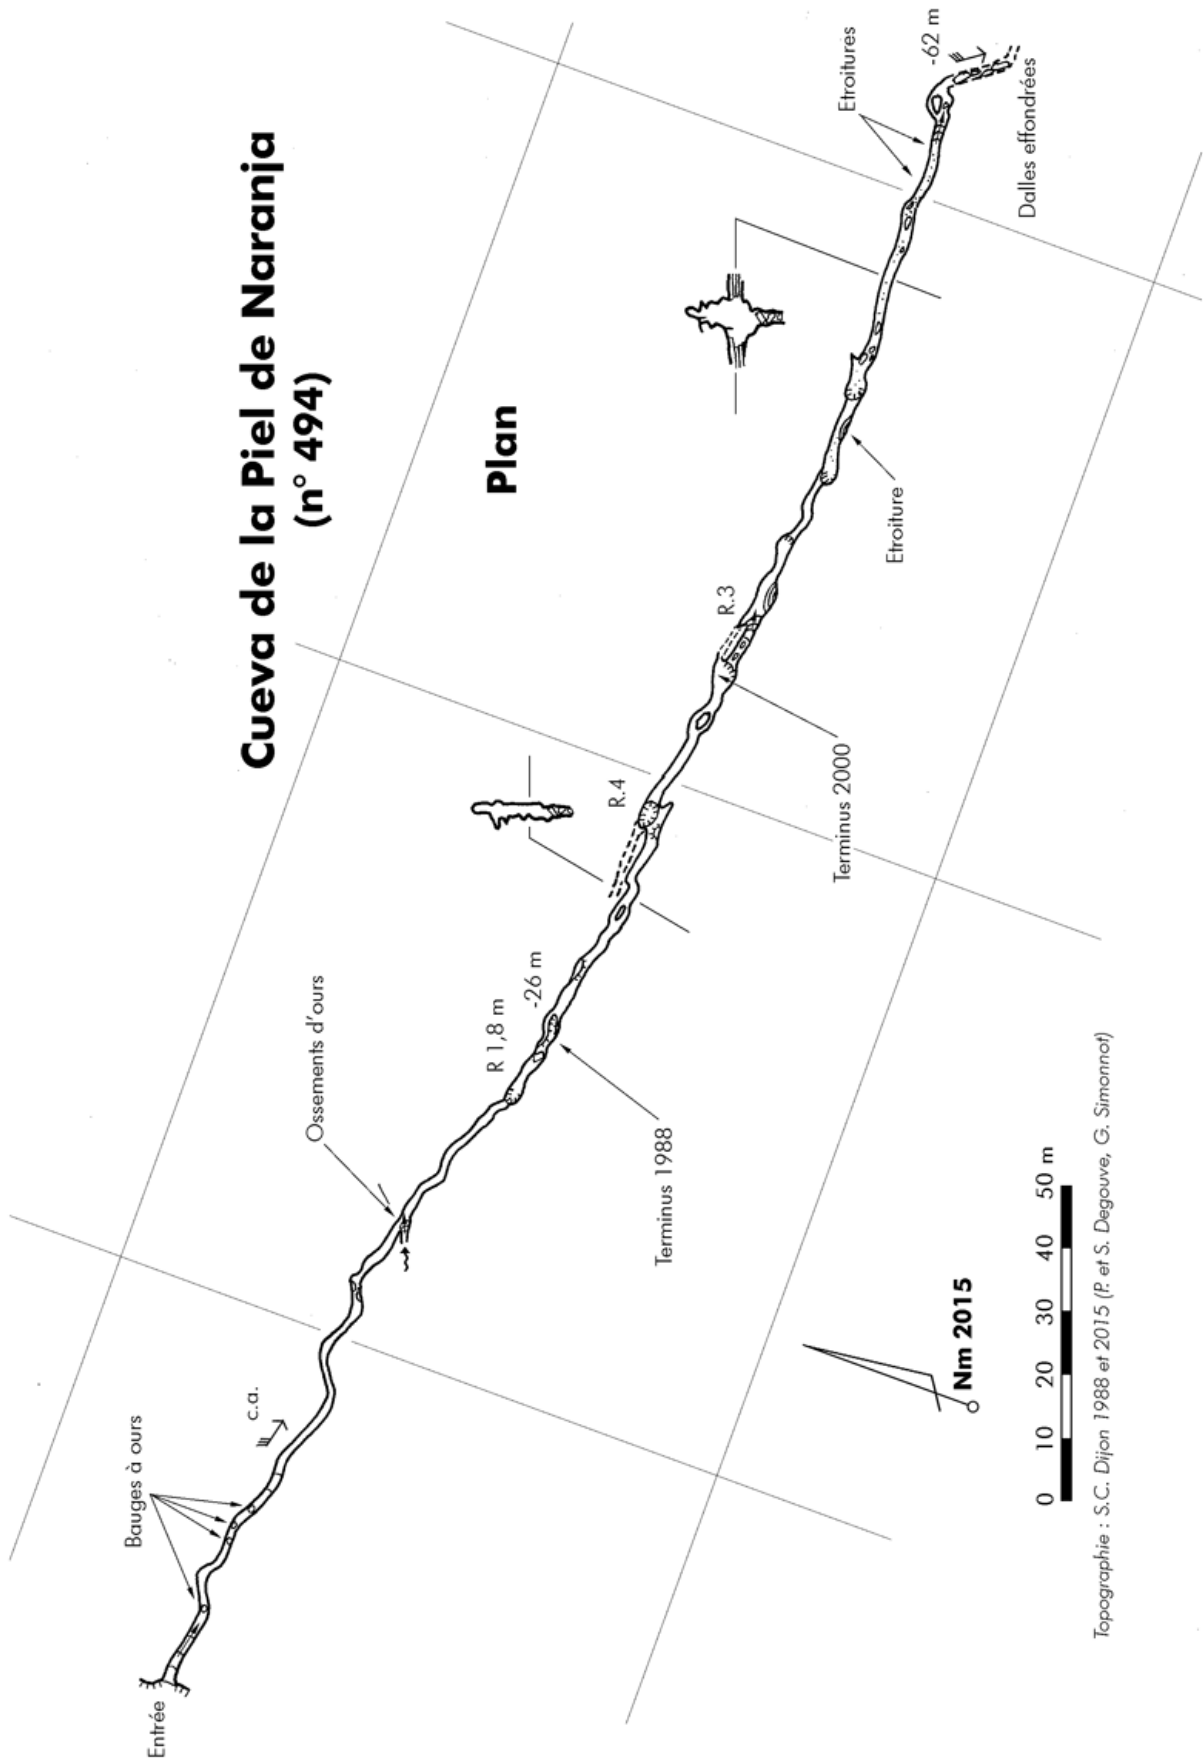 Cueva de la Piel de Naranja
(n° 494)
Plan
Entrée
Bauges à ours
c.a.
Ossements d'ours
R 1,8 m
-26 m
Terminus 1988
R.4
Terminus 2000
R.3
Etroiture
Etroitures
-62 m
Dalles effondrées
Nm 2015
0 10 20 30 40 50 m
Topographie : S.C. Dijon 1988 et 2015 (P. et S. Degouve, G. Simonnot)